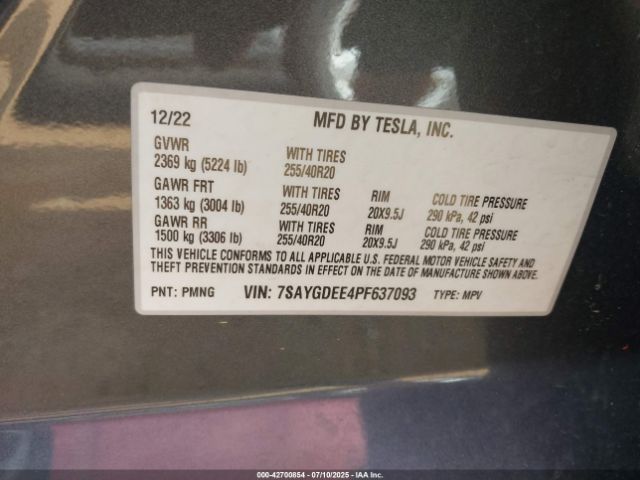 12/22 MFD BY TESLA, INC.
GVWR
2369 kg (5224 lb) WITH TIRES 255/40R20
GAWR FRT WITH TIRES RIM COLD TIRE PRESSURE
1363 kg (3004 lb) 255/40R20 20X9.5J 290 kPa, 42 psi
GAWR RR WITH TIRES RIM COLD TIRE PRESSURE
1500 kg (3306 lb) 255/40R20 20X9.5J 290 kPa, 42 psi
THIS VEHICLE CONFORMS TO ALL APPLICABLE U.S. FEDERAL MOTOR VEHICLE SAFETY AND
THEFT PREVENTION STANDARDS IN EFFECT ON THE DATE OF MANUFACTURE SHOWN ABOVE.
PNT: PMNG VIN: 7SAYGDEE4PF637093 TYPE: MPV
000-42700854 - 07/10/2025 - IAA Inc.